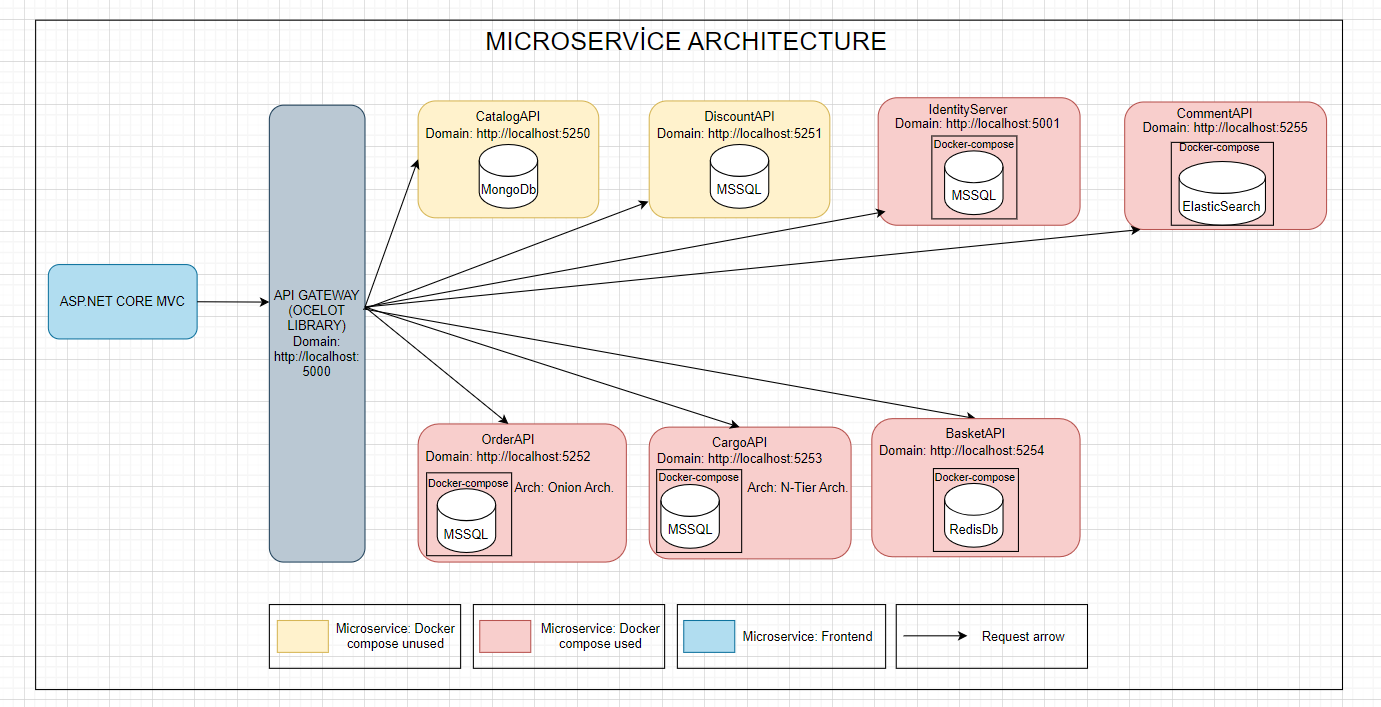 MICROSERVİCE ARCHITECTURE
CatalogAPI
Domain: http://localhost:5250
MongoDb
DiscountAPI
Domain: http://localhost:5251
MSSQL
IdentityServer
Domain: http://localhost:5001
Docker-compose
MSSQL
CommentAPI
Domain: http://localhost:5255
Docker-compose
ElasticSearch
ASP.NET CORE MVC
API GATEWAY
(OCELOT
LIBRARY)
Domain:
http://localhost:
5000
OrderAPI
Domain: http://localhost:5252
Docker-compose
Arch: Onion Arch.
MSSQL
CargoAPI
Domain: http://localhost:5253
Docker-compose
Arch: N-Tier Arch.
MSSQL
BasketAPI
Domain: http://localhost:5254
Docker-compose
RedisDb
Microservice: Docker
compose unused
Microservice: Docker
compose used
Microservice: Frontend
Request arrow